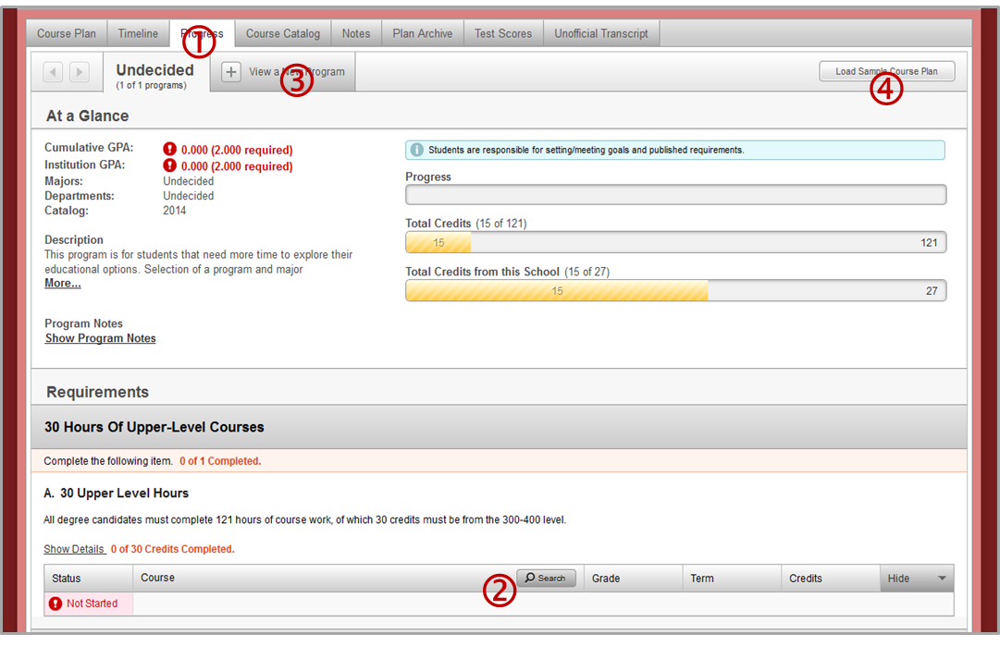 Course Plan Timeline Progress Course Catalog Notes Plan Archive Test Scores Unofficial Transcript
①
Undecided
(1 of 1 programs)
+ View a New Program
③
Load Sample Course Plan
④
At a Glance
Cumulative GPA: 0.000 (2.000 required)
Institution GPA: 0.000 (2.000 required)
Majors: Undecided
Departments: Undecided
Catalog: 2014
Description
This program is for students that need more time to explore their
educational options. Selection of a program and major
More...
Program Notes
Show Program Notes
Students are responsible for setting/meeting goals and published requirements.
Progress
Total Credits (15 of 121)
15 121
Total Credits from this School (15 of 27)
15 27
Requirements
30 Hours Of Upper-Level Courses
Complete the following item. 0 of 1 Completed.
A. 30 Upper Level Hours
All degree candidates must complete 121 hours of course work, of which 30 credits must be from the 300-400 level.
Show Details 0 of 30 Credits Completed.
Status Course Search Grade Term Credits Hide
②
Not Started